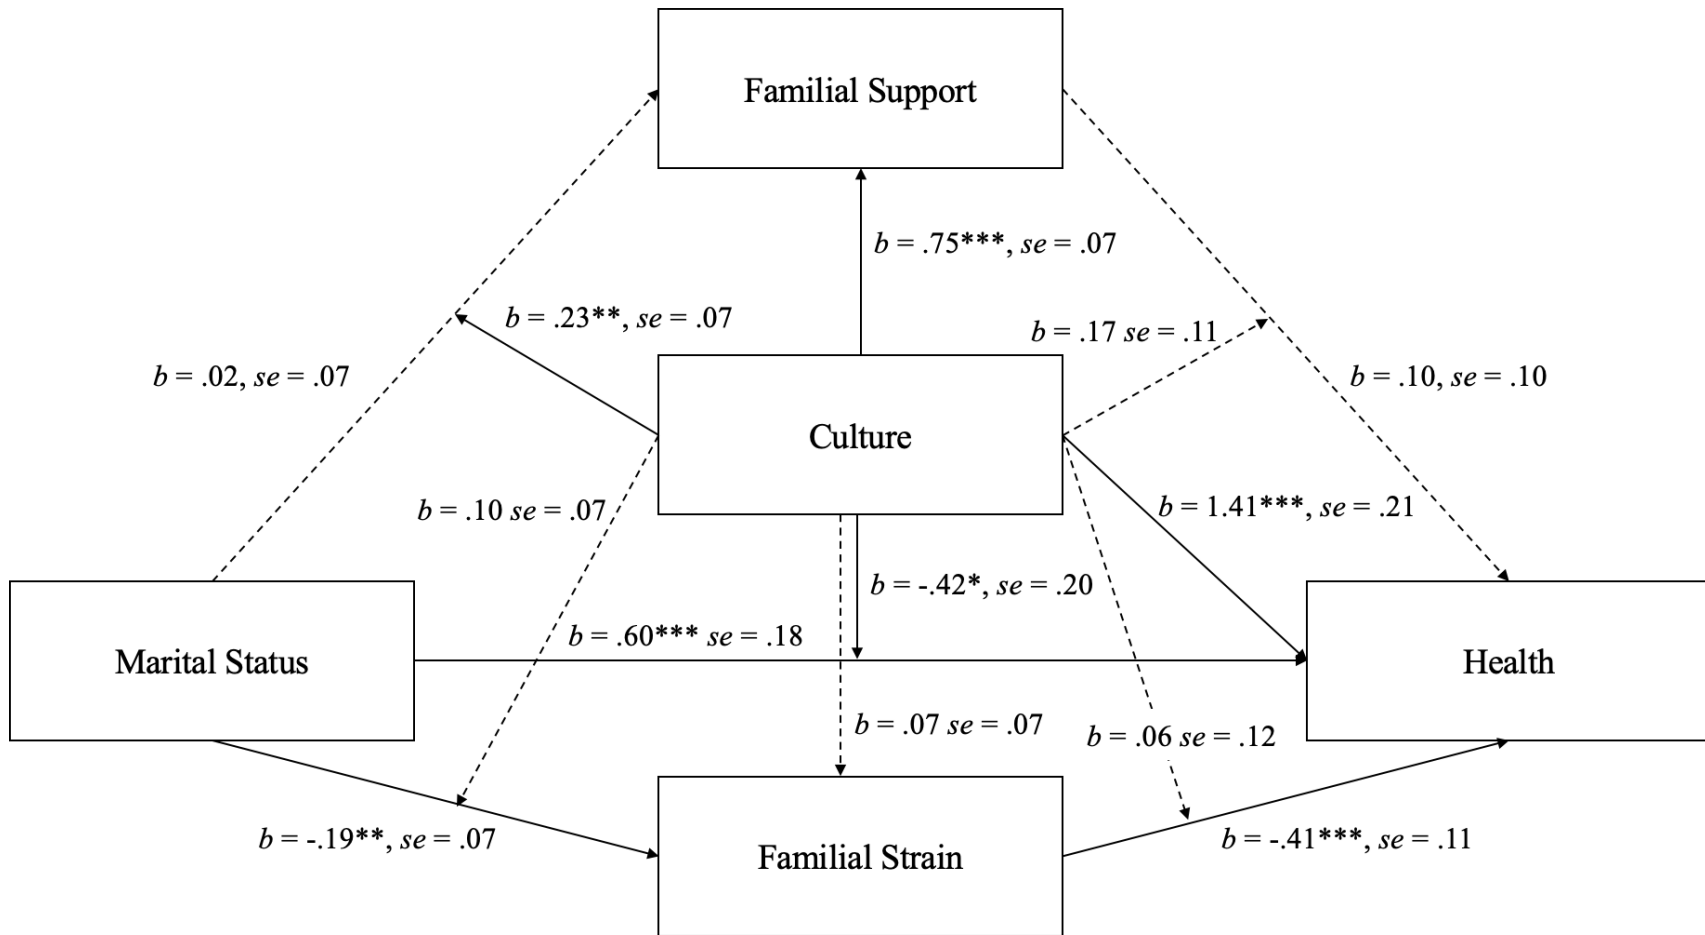 Familial Support
b = .75***, se = .07
b = .23**, se = .07
b = .17 se = .11
b = .02, se = .07
b = .10, se = .10
Culture
b = .10 se = .07
b = 1.41***, se = .21
b = -.42*, se = .20
b = .60*** se = .18
Marital Status
Health
b = .07 se = .07
b = .06 se = .12
b = -.19**, se = .07
b = -.41***, se = .11
Familial Strain